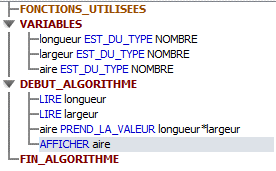 FONCTIONS_UTILISEES
VARIABLES
longueur EST_DU_TYPE NOMBRE
largeur EST_DU_TYPE NOMBRE
aire EST_DU_TYPE NOMBRE
DEBUT_ALGORITHME
LIRE longueur
LIRE largeur
aire PREND_LA_VALEUR longueur*largeur
AFFICHER aire
FIN_ALGORITHME